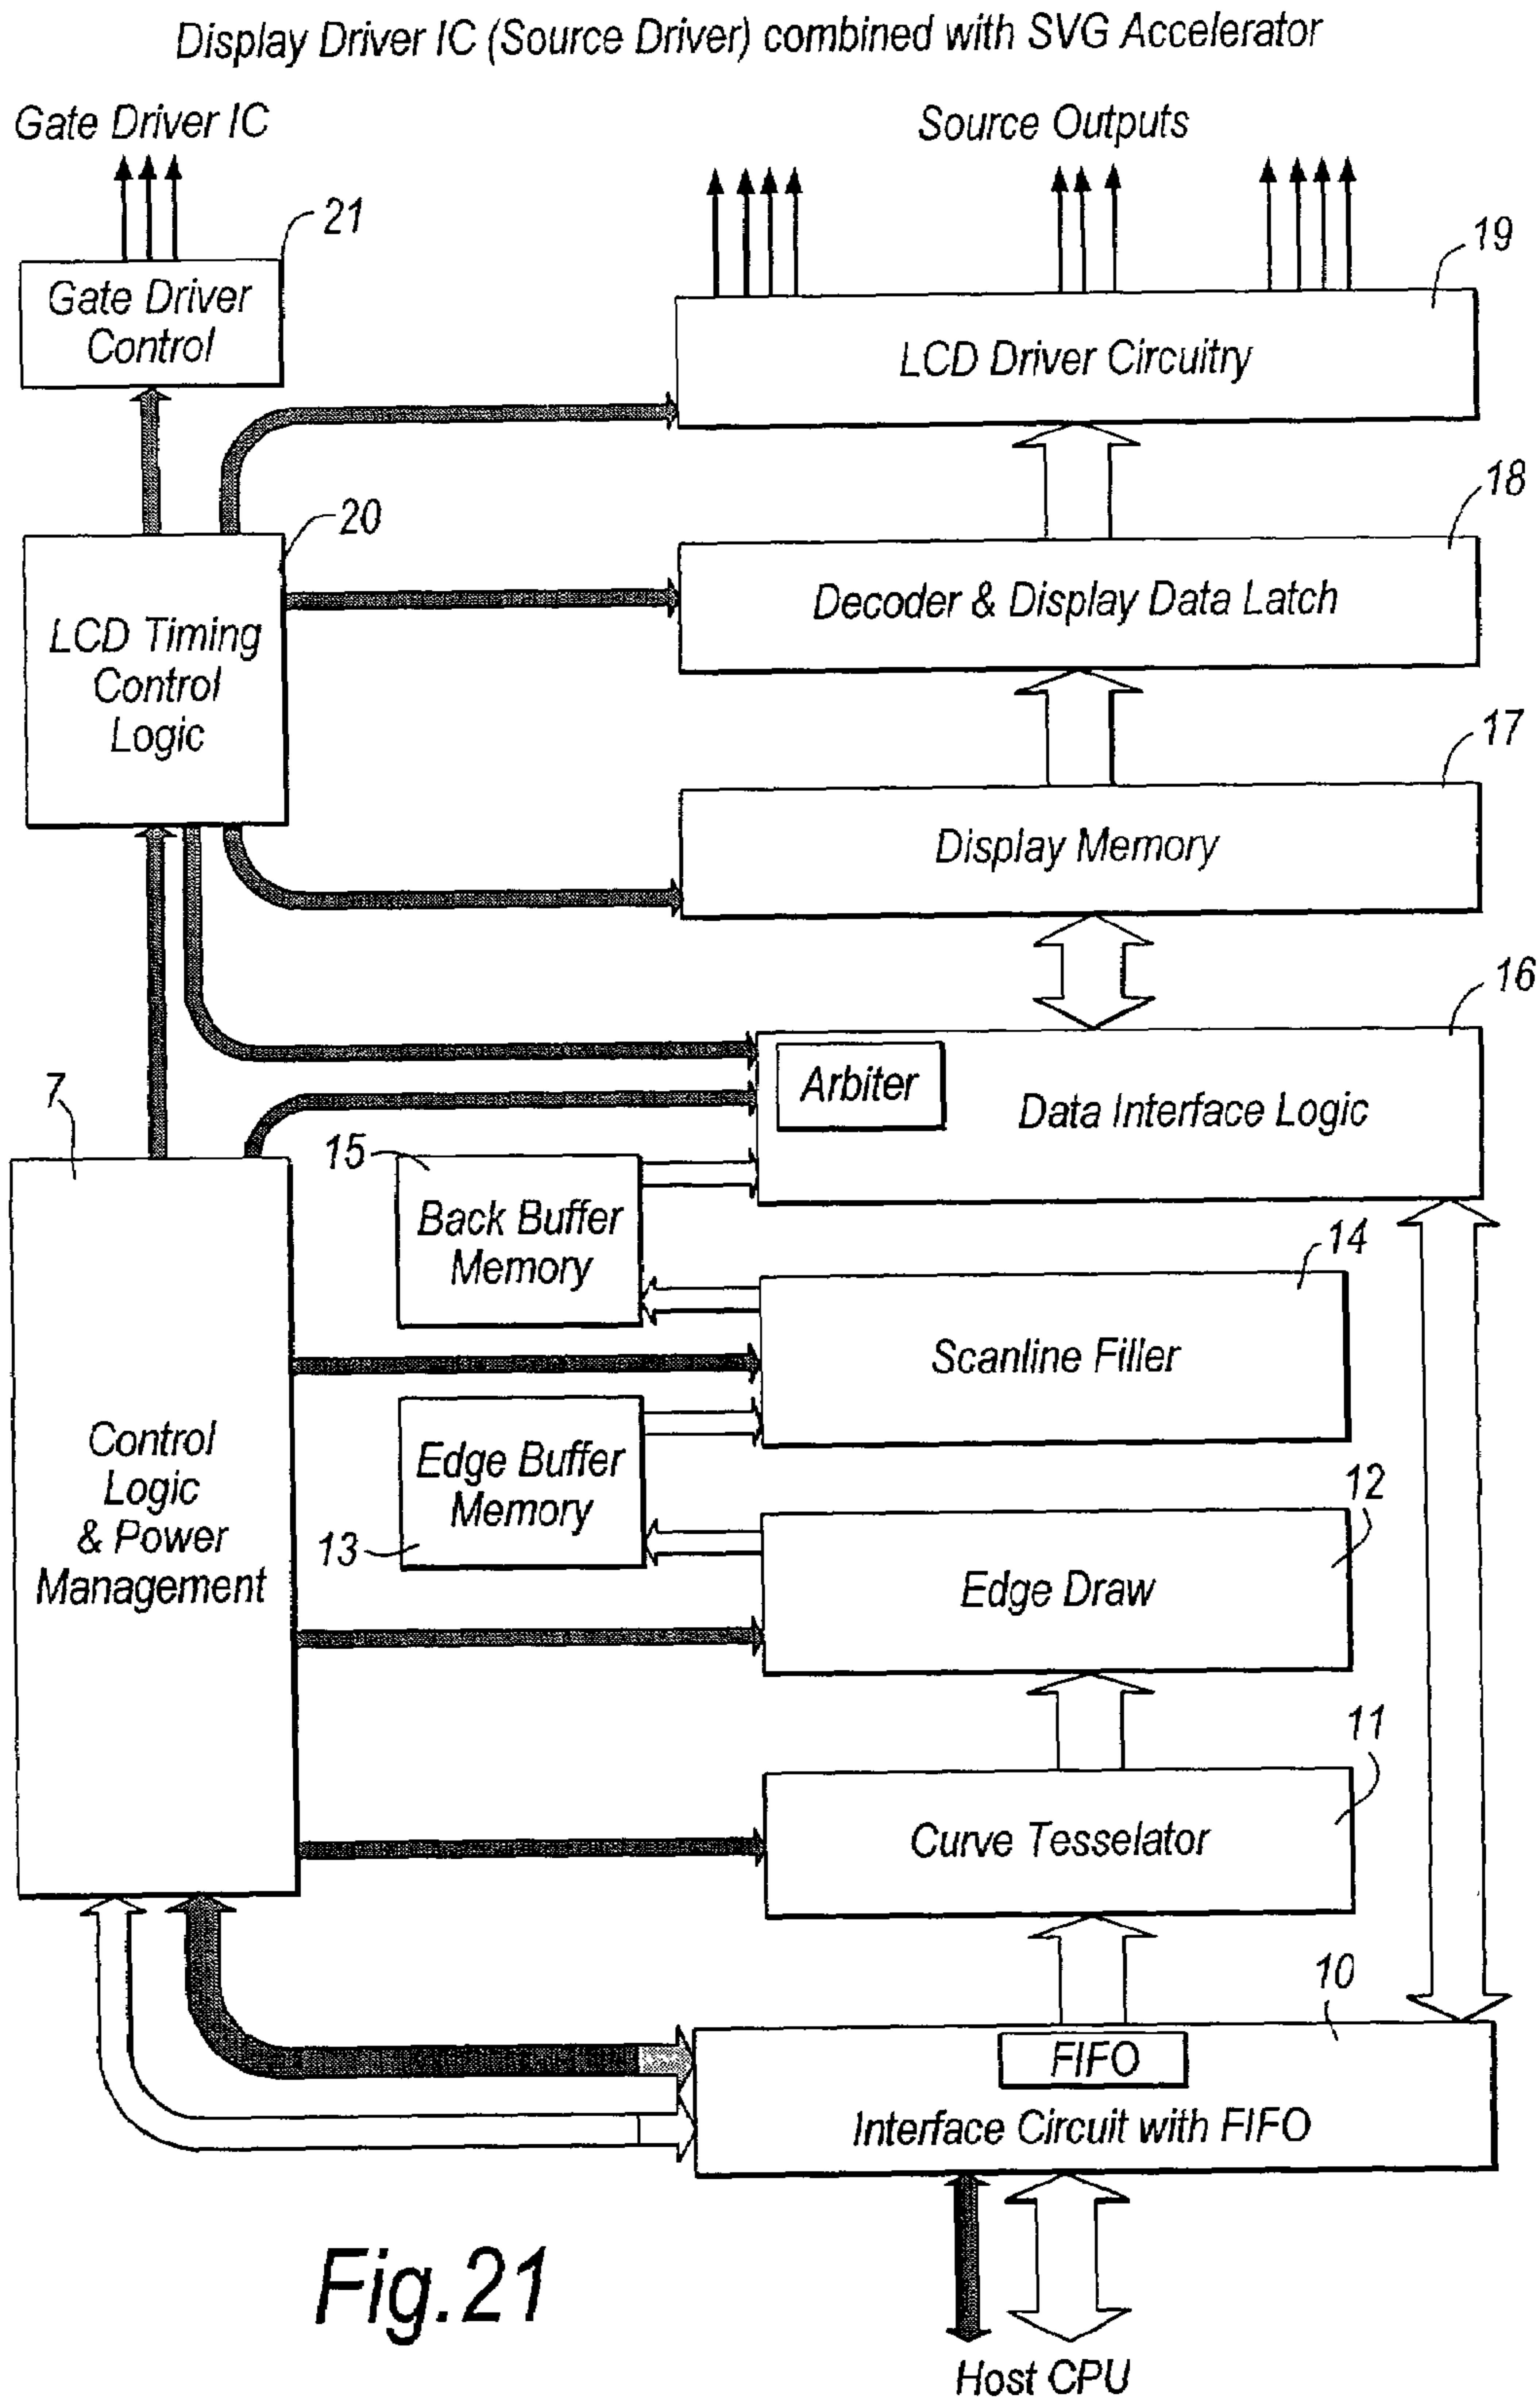 Display Driver IC (Source Driver) combined with SVG Accelerator
Gate Driver IC
Source Outputs
21
19
Gate Driver
Control
LCD Driver Circuitry
20
18
LCD Timing
Control
Logic
Decoder & Display Data Latch
17
Display Memory
16
7
Arbiter
Data Interface Logic
15
Back Buffer
Memory
14
Scanline Filler
Control
Logic
& Power
Management
Edge Buffer
Memory
13
12
Edge Draw
11
Curve Tesselator
10
FIFO
Interface Circuit with FIFO
Fig.21
Host CPU